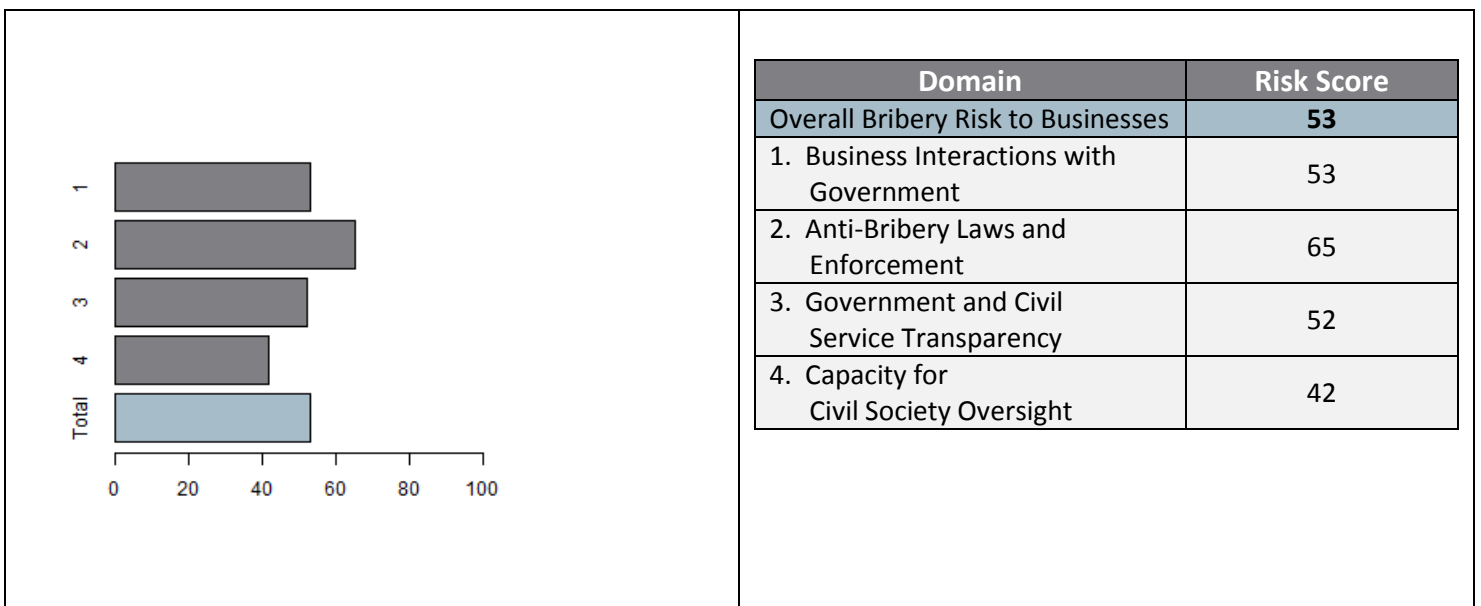 1
2
3
4
Total
0 20 40 60 80 100
Domain Risk Score
Overall Bribery Risk to Businesses 53
1. Business Interactions with
Government
53
2. Anti-Bribery Laws and
Enforcement
65
3. Government and Civil
Service Transparency
52
4. Capacity for
Civil Society Oversight
42